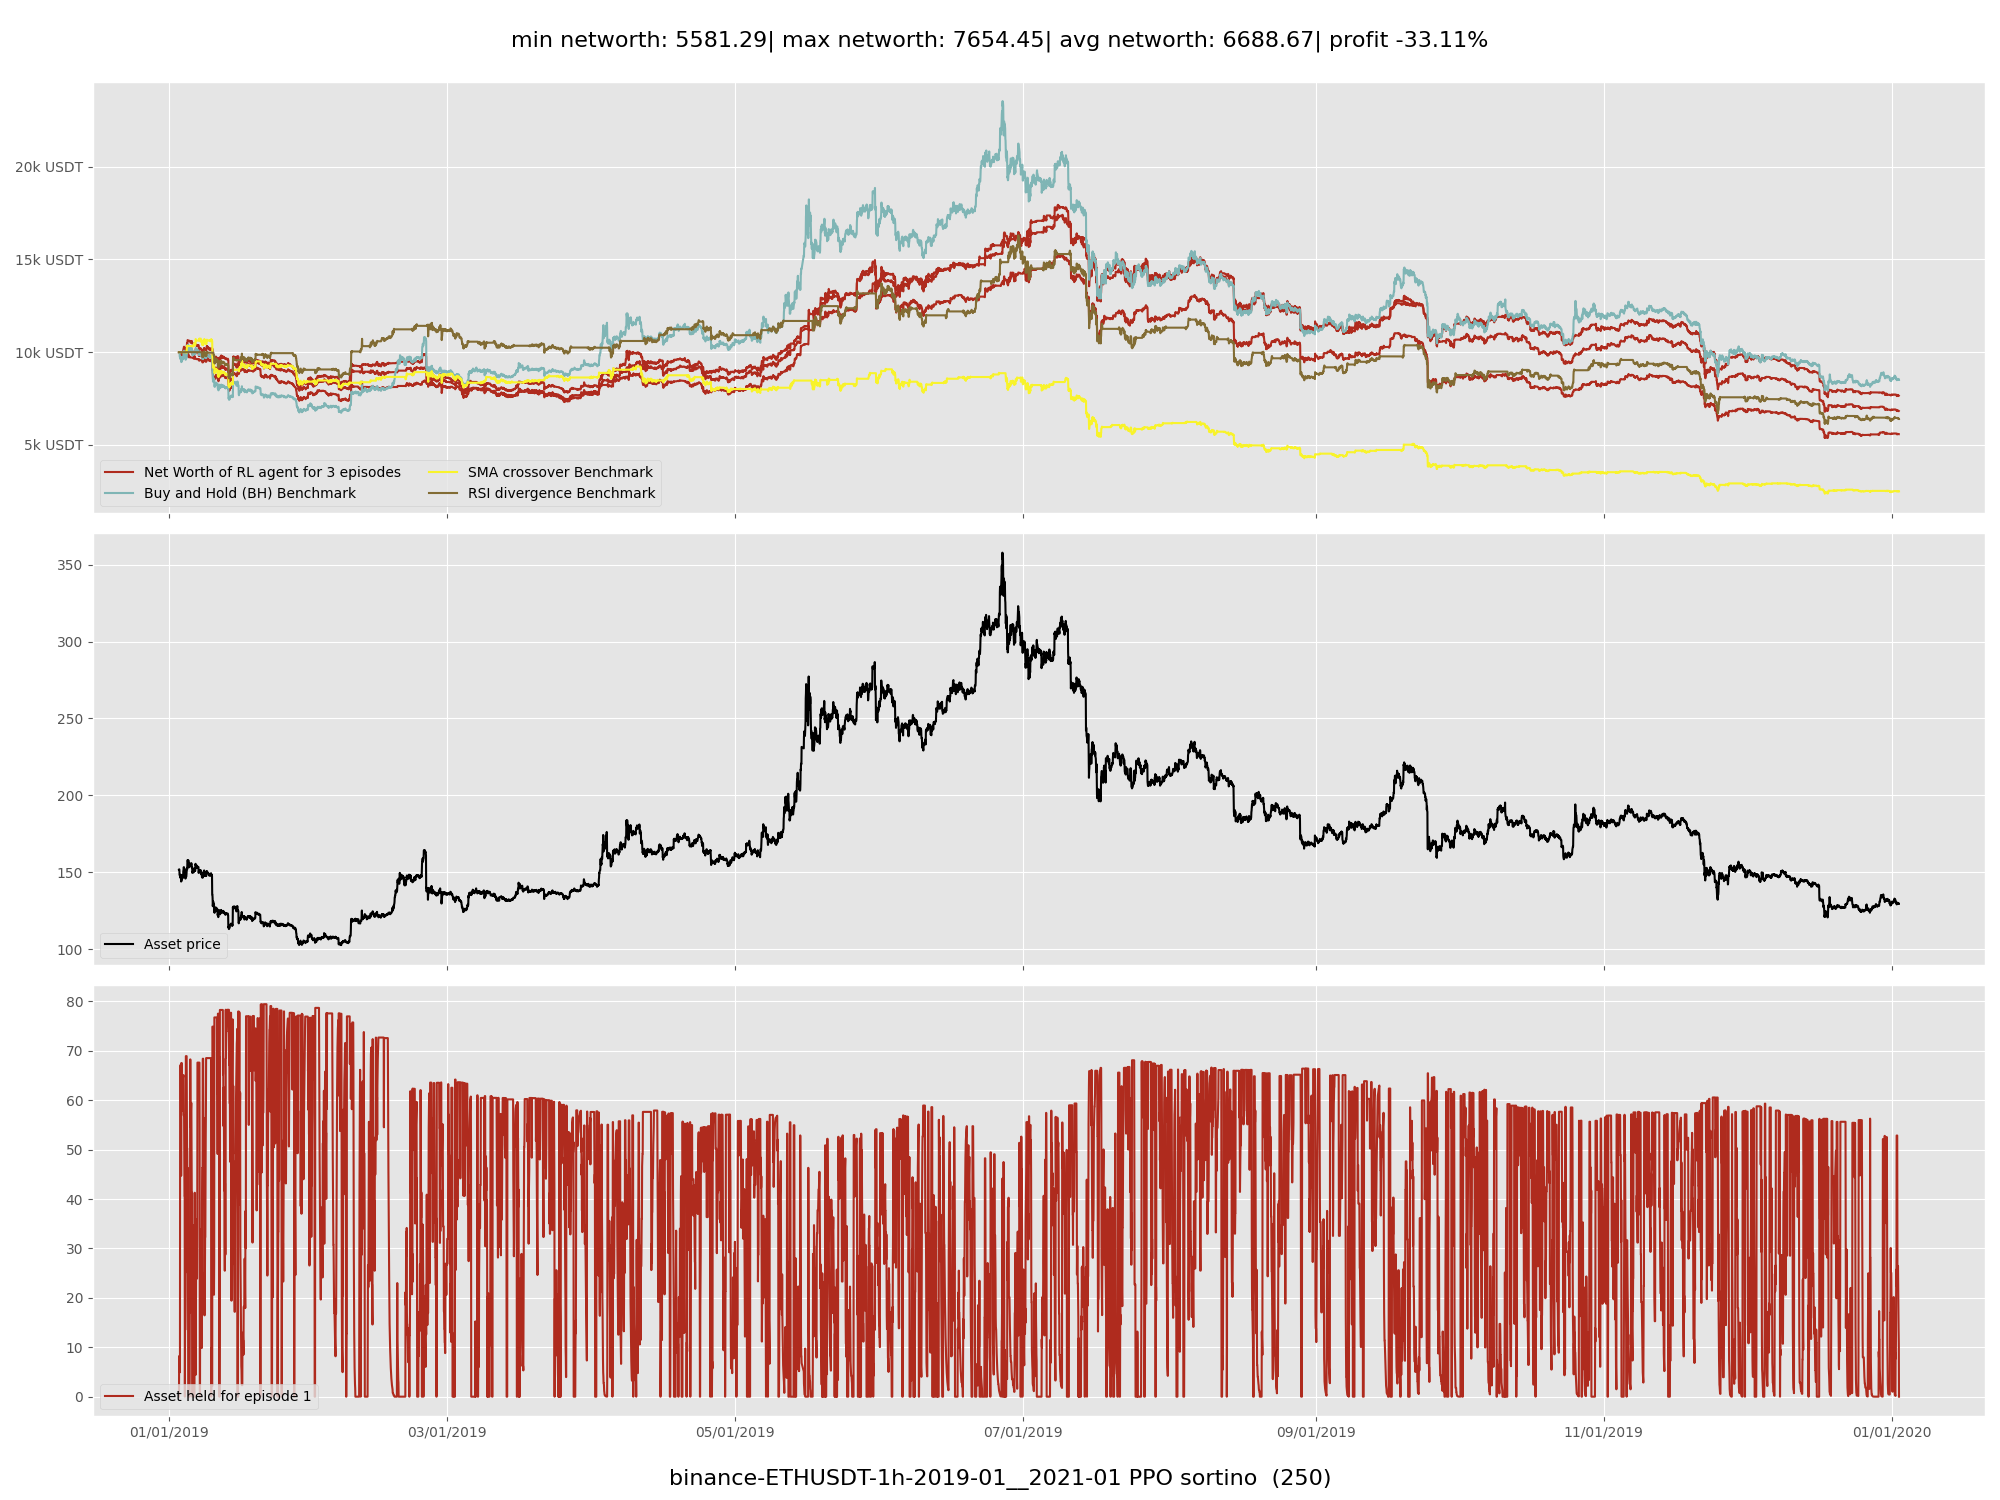 min networth: 5581.29| max networth: 7654.45| avg networth: 6688.67| profit -33.11%
20k USDT
15k USDT
10k USDT
5k USDT
Net Worth of RL agent for 3 episodes
Buy and Hold (BH) Benchmark
SMA crossover Benchmark
RSI divergence Benchmark
350
300
250
200
150
100
Asset price
80
70
60
50
40
30
20
10
0
Asset held for episode 1
01/01/2019 03/01/2019 05/01/2019 07/01/2019 09/01/2019 11/01/2019 01/01/2020
binance-ETHUSDT-1h-2019-01__2021-01 PPO sortino (250)